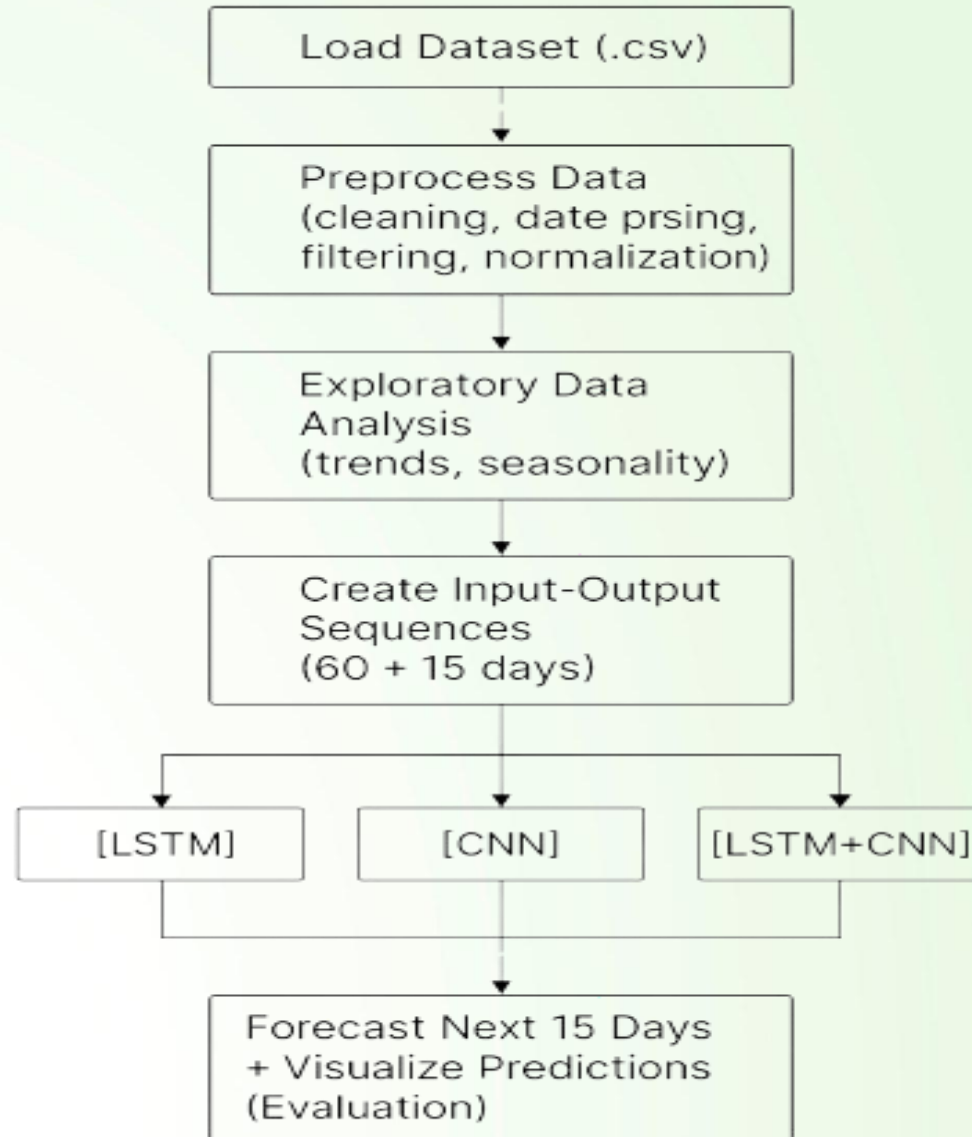 Load Dataset (.csv)
Preprocess Data
(cleaning, date prsing,
filtering, normalization)
Exploratory Data
Analysis
(trends, seasonality)
Create Input-Output
Sequences
(60 + 15 days)
[LSTM]
[CNN]
[LSTM+CNN]
Forecast Next 15 Days
+ Visualize Predictions
(Evaluation)